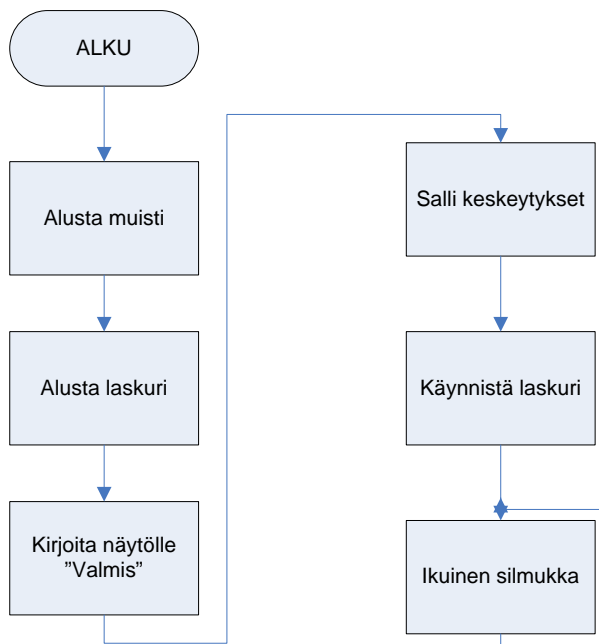 ALKU
Alusta muisti
Alusta laskuri
Kirjoita näytölle
”Valmis”
Salli keskeytykset
Käynnistä laskuri
Ikuinen silmukka